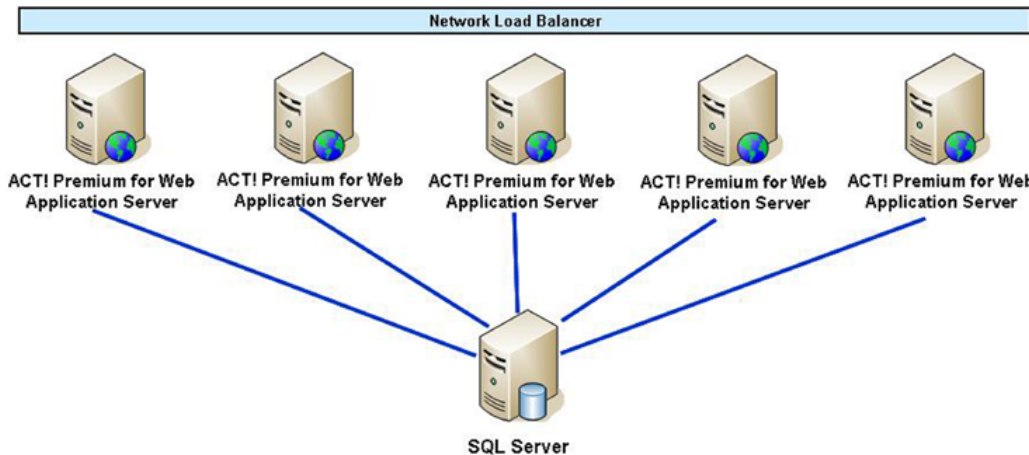 Network Load Balancer
ACT! Premium for Web
Application Server
ACT! Premium for Web
Application Server
ACT! Premium for Web
Application Server
ACT! Premium for Web
Application Server
ACT! Premium for Web
Application Server
SQL Server